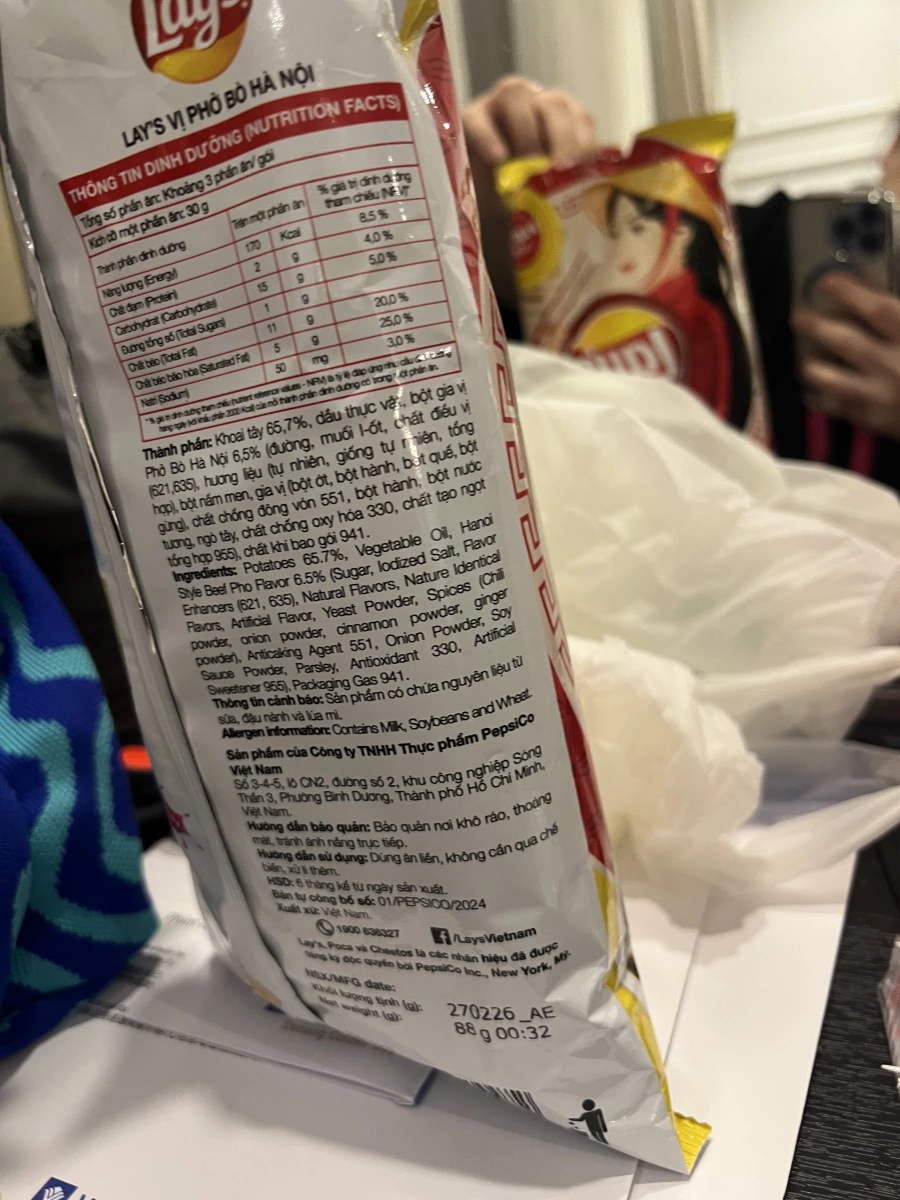 Lay's
LAY'S VỊ PHỞ BÒ HÀ NỘI
THÔNG TIN DINH DƯỠNG (NUTRITION FACTS)
Tổng số phần ăn: Khoảng 3 phần ăn/ gói
Kích cỡ một phần ăn: 30 g
Thành phần dinh dưỡng Trên một phần ăn % giá trị dinh dưỡng tham chiếu (NRV)*
Năng lượng (Energy) 170 Kcal 8.5 %
Chất đạm (Protein) 2 g 4,0 %
Carbohydrat (Carbohydrate) 15 g 5,0 %
Đường tổng số (Total Sugars) 1 g
Chất béo (Total Fat) 11 g 20,0 %
Chất béo bão hòa (Saturated Fat) 5 g 25,0 %
Natri (Sodium) 50 mg 3,0 %
Thành phần: Khoai tây 65,7%, dầu thực vật, bột gia vị
Phở Bò Hà Nội 6,5% (đường, muối I-ốt, chất điều vị
(621,635), hương liệu (tự nhiên, giống tự nhiên, tổng
hợp), bột nấm men, gia vị (bột ớt, bột hành, bột quế, bột
gừng), chất chống đông vón 551, bột hành, bột nước
tương, ngò tây, chất chống oxy hóa 330, chất tạo ngọt
tổng hợp 955), chất khí bao gói 941.
Ingredients: Potatoes 65.7%, Vegetable Oil, Hanoi
Style Beef Pho Flavor 6.5% (Sugar, Iodized Salt, Flavor
Enhancers (621, 635), Natural Flavors, Nature Identical
Flavors, Artificial Flavor, Yeast Powder, Spices (Chili
powder, onion powder, cinnamon powder, ginger
powder), Anticaking Agent 551, Onion Powder, Soy
Sauce Powder, Parsley, Antioxidant 330, Artificial
Sweetener 955), Packaging Gas 941.
Thông tin cảnh báo: Sản phẩm có chứa nguyên liệu từ
sữa, đậu nành và lúa mì.
Allergen information: Contains Milk, Soybeans and Wheat.
Sản phẩm của Công ty TNHH Thực phẩm PepsiCo
Việt Nam
Số 3-4-5, lô CN2, đường số 2, khu công nghiệp Sóng
Thần 3, Phường Bình Dương, Thành phố Hồ Chí Minh,
Việt Nam.
Hướng dẫn bảo quản: Bảo quản nơi khô ráo, thoáng
mát, tránh ánh nắng trực tiếp.
Hướng dẫn sử dụng: Dùng ăn liền, không cần qua chế
biến, xử lí thêm.
HSD: 6 tháng kể từ ngày sản xuất.
Bản tự công bố số: 01/PEPSICO/2024
Xuất xứ: Việt Nam.
1900 636327 /LaysVietnam
Lay's, Poca và Cheetos là các nhãn hiệu đã được
đăng ký độc quyền bởi PepsiCo Inc., New York, Mỹ.
NSX/MFG date: 270226_AE
Khối lượng tịnh (g): 88 g 00:32
Net weight (g):